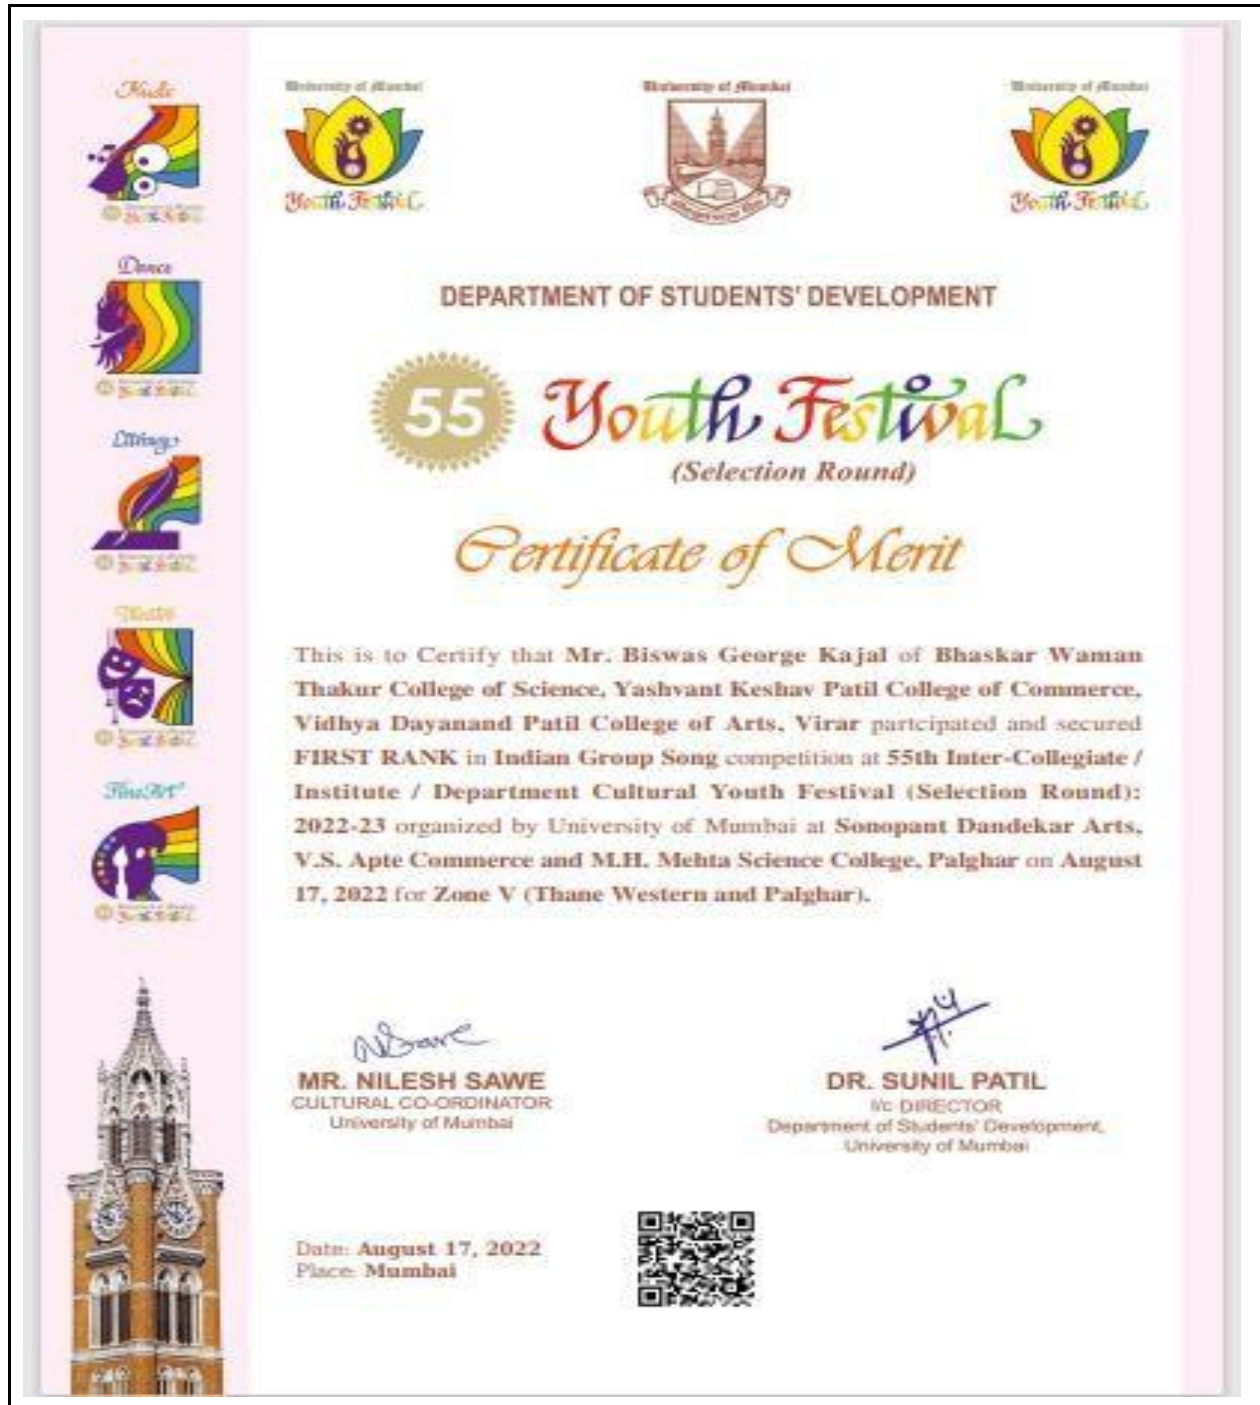 Music
Dance
Literary
Theatre
Fine Art
University of Mumbai
Youth Festival
University of Mumbai
University of Mumbai
Youth Festival
DEPARTMENT OF STUDENTS' DEVELOPMENT
55 Youth Festival
(Selection Round)
Certificate of Merit
This is to Certify that Mr. Biswas George Kajal of Bhaskar Waman
Thakur College of Science, Yashvant Keshav Patil College of Commerce,
Vidhya Dayanand Patil College of Arts, Virar partcipated and secured
FIRST RANK in Indian Group Song competition at 55th Inter-Collegiate /
Institute / Department Cultural Youth Festival (Selection Round):
2022-23 organized by University of Mumbai at Sonopant Dandekar Arts,
V.S. Apte Commerce and M.H. Mehta Science College, Palghar on August
17, 2022 for Zone V (Thane Western and Palghar).
NSave
MR. NILESH SAWE
CULTURAL CO-ORDINATOR
University of Mumbai
DR. SUNIL PATIL
I/c DIRECTOR
Department of Students' Development,
University of Mumbai
Date: August 17, 2022
Place: Mumbai